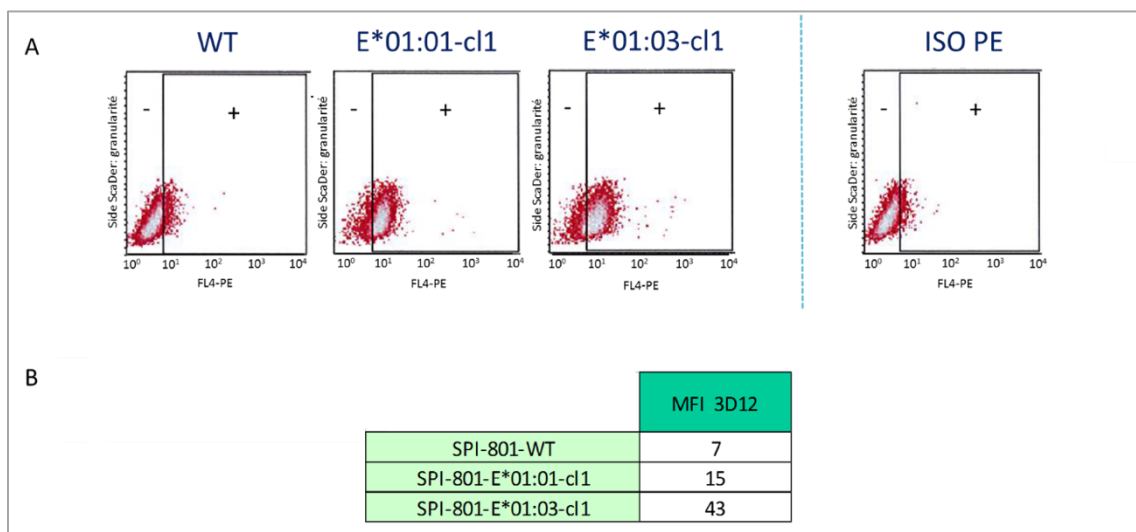 A
WT
E*01:01-cl1
E*01:03-cl1
ISO PE
Side ScaDer: granularité
-
+
10⁰ 10¹ 10² 10³ 10⁴
FL4-PE
Side ScaDer: granularité
-
+
10⁰ 10¹ 10² 10³ 10⁴
FL4-PE
Side ScaDer: granularité
-
+
10⁰ 10¹ 10² 10³ 10⁴
FL4-PE
Side ScaDer: granularité
-
+
10⁰ 10¹ 10² 10³ 10⁴
FL4-PE
B
MFI 3D12
SPI-801-WT 7
SPI-801-E*01:01-cl1 15
SPI-801-E*01:03-cl1 43